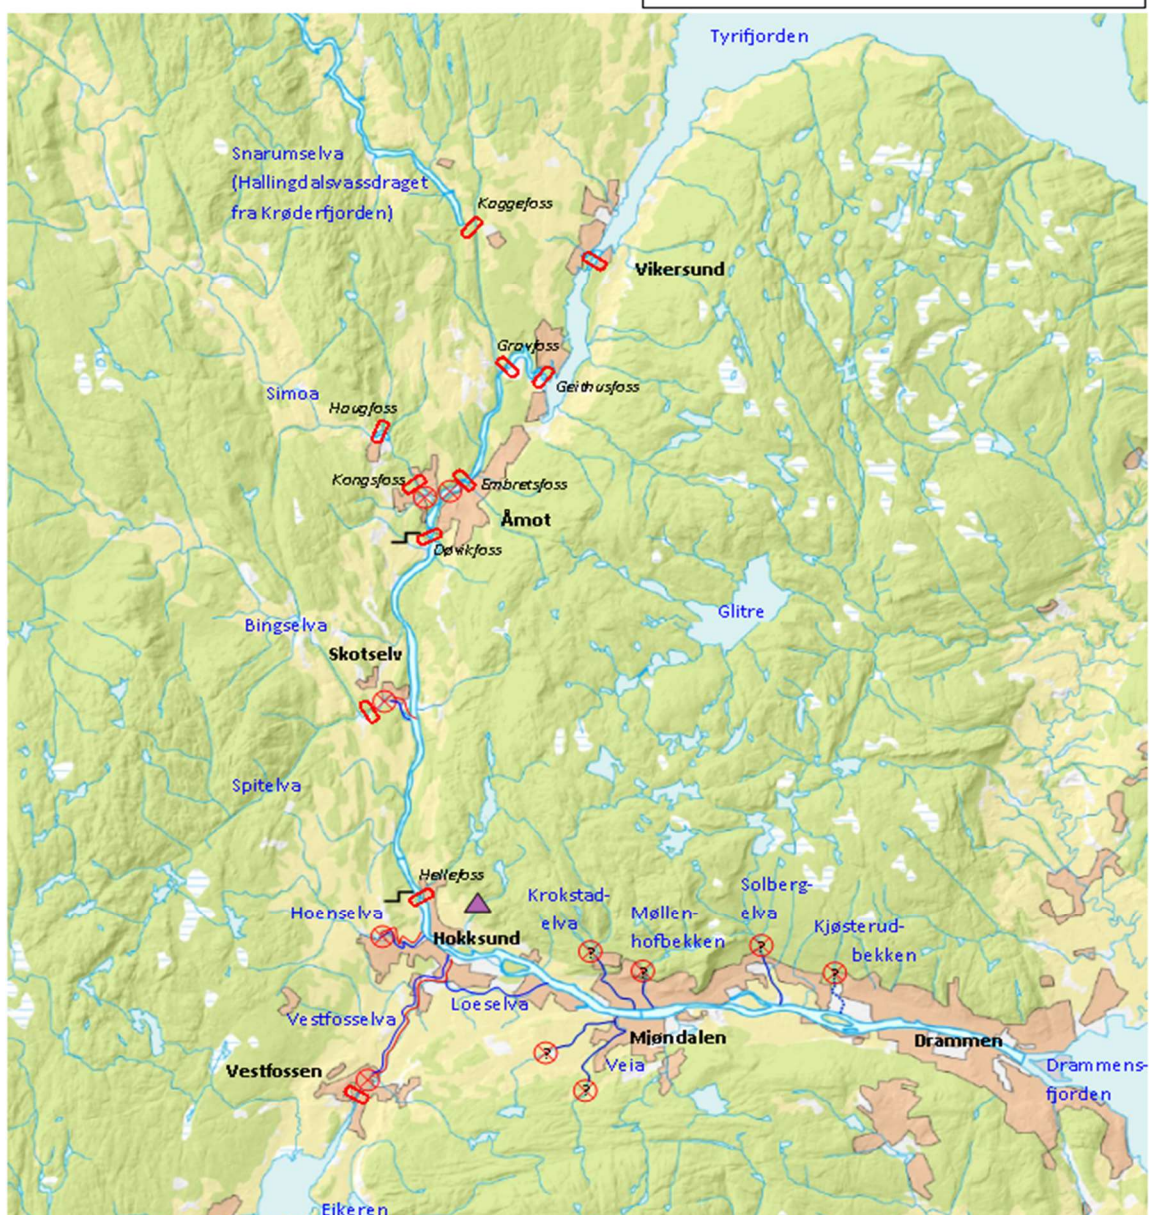 Tyrifjorden
Snarumselva
(Hallingdalsvassdraget
fra Krøderfjorden)
Kaggefoss
Vikersund
Gravfoss
Geithusfoss
Simoa
Haugfoss
Kongsfoss
Embretsfoss
Åmot
Døvikfoss
Glitre
Bingselva
Skotselv
Spitelva
Hellefoss
Hoenselva
Hokksund
Krokstad-
elva
Møllen-
hofbekken
Solberg-
elva
Kjøsterud-
bekken
?
?
?
?
Loeselva
Vestfosselva
Mjøndalen
Drammen
Vestfossen
?
Veia
?
Drammens-
fjorden
Eikeren